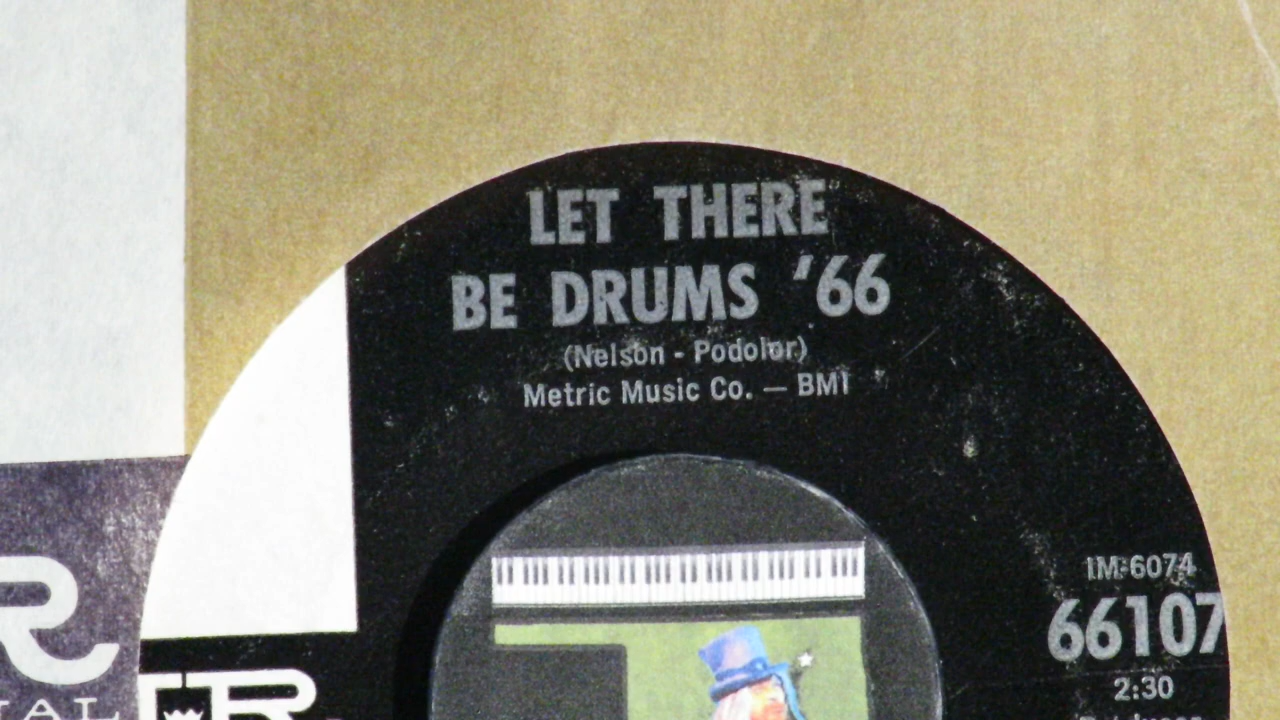 LET THERE
BE DRUMS '66
(Nelson - Podolor)
Metric Music Co. — BMI
IM-6074
66107
2:30
R